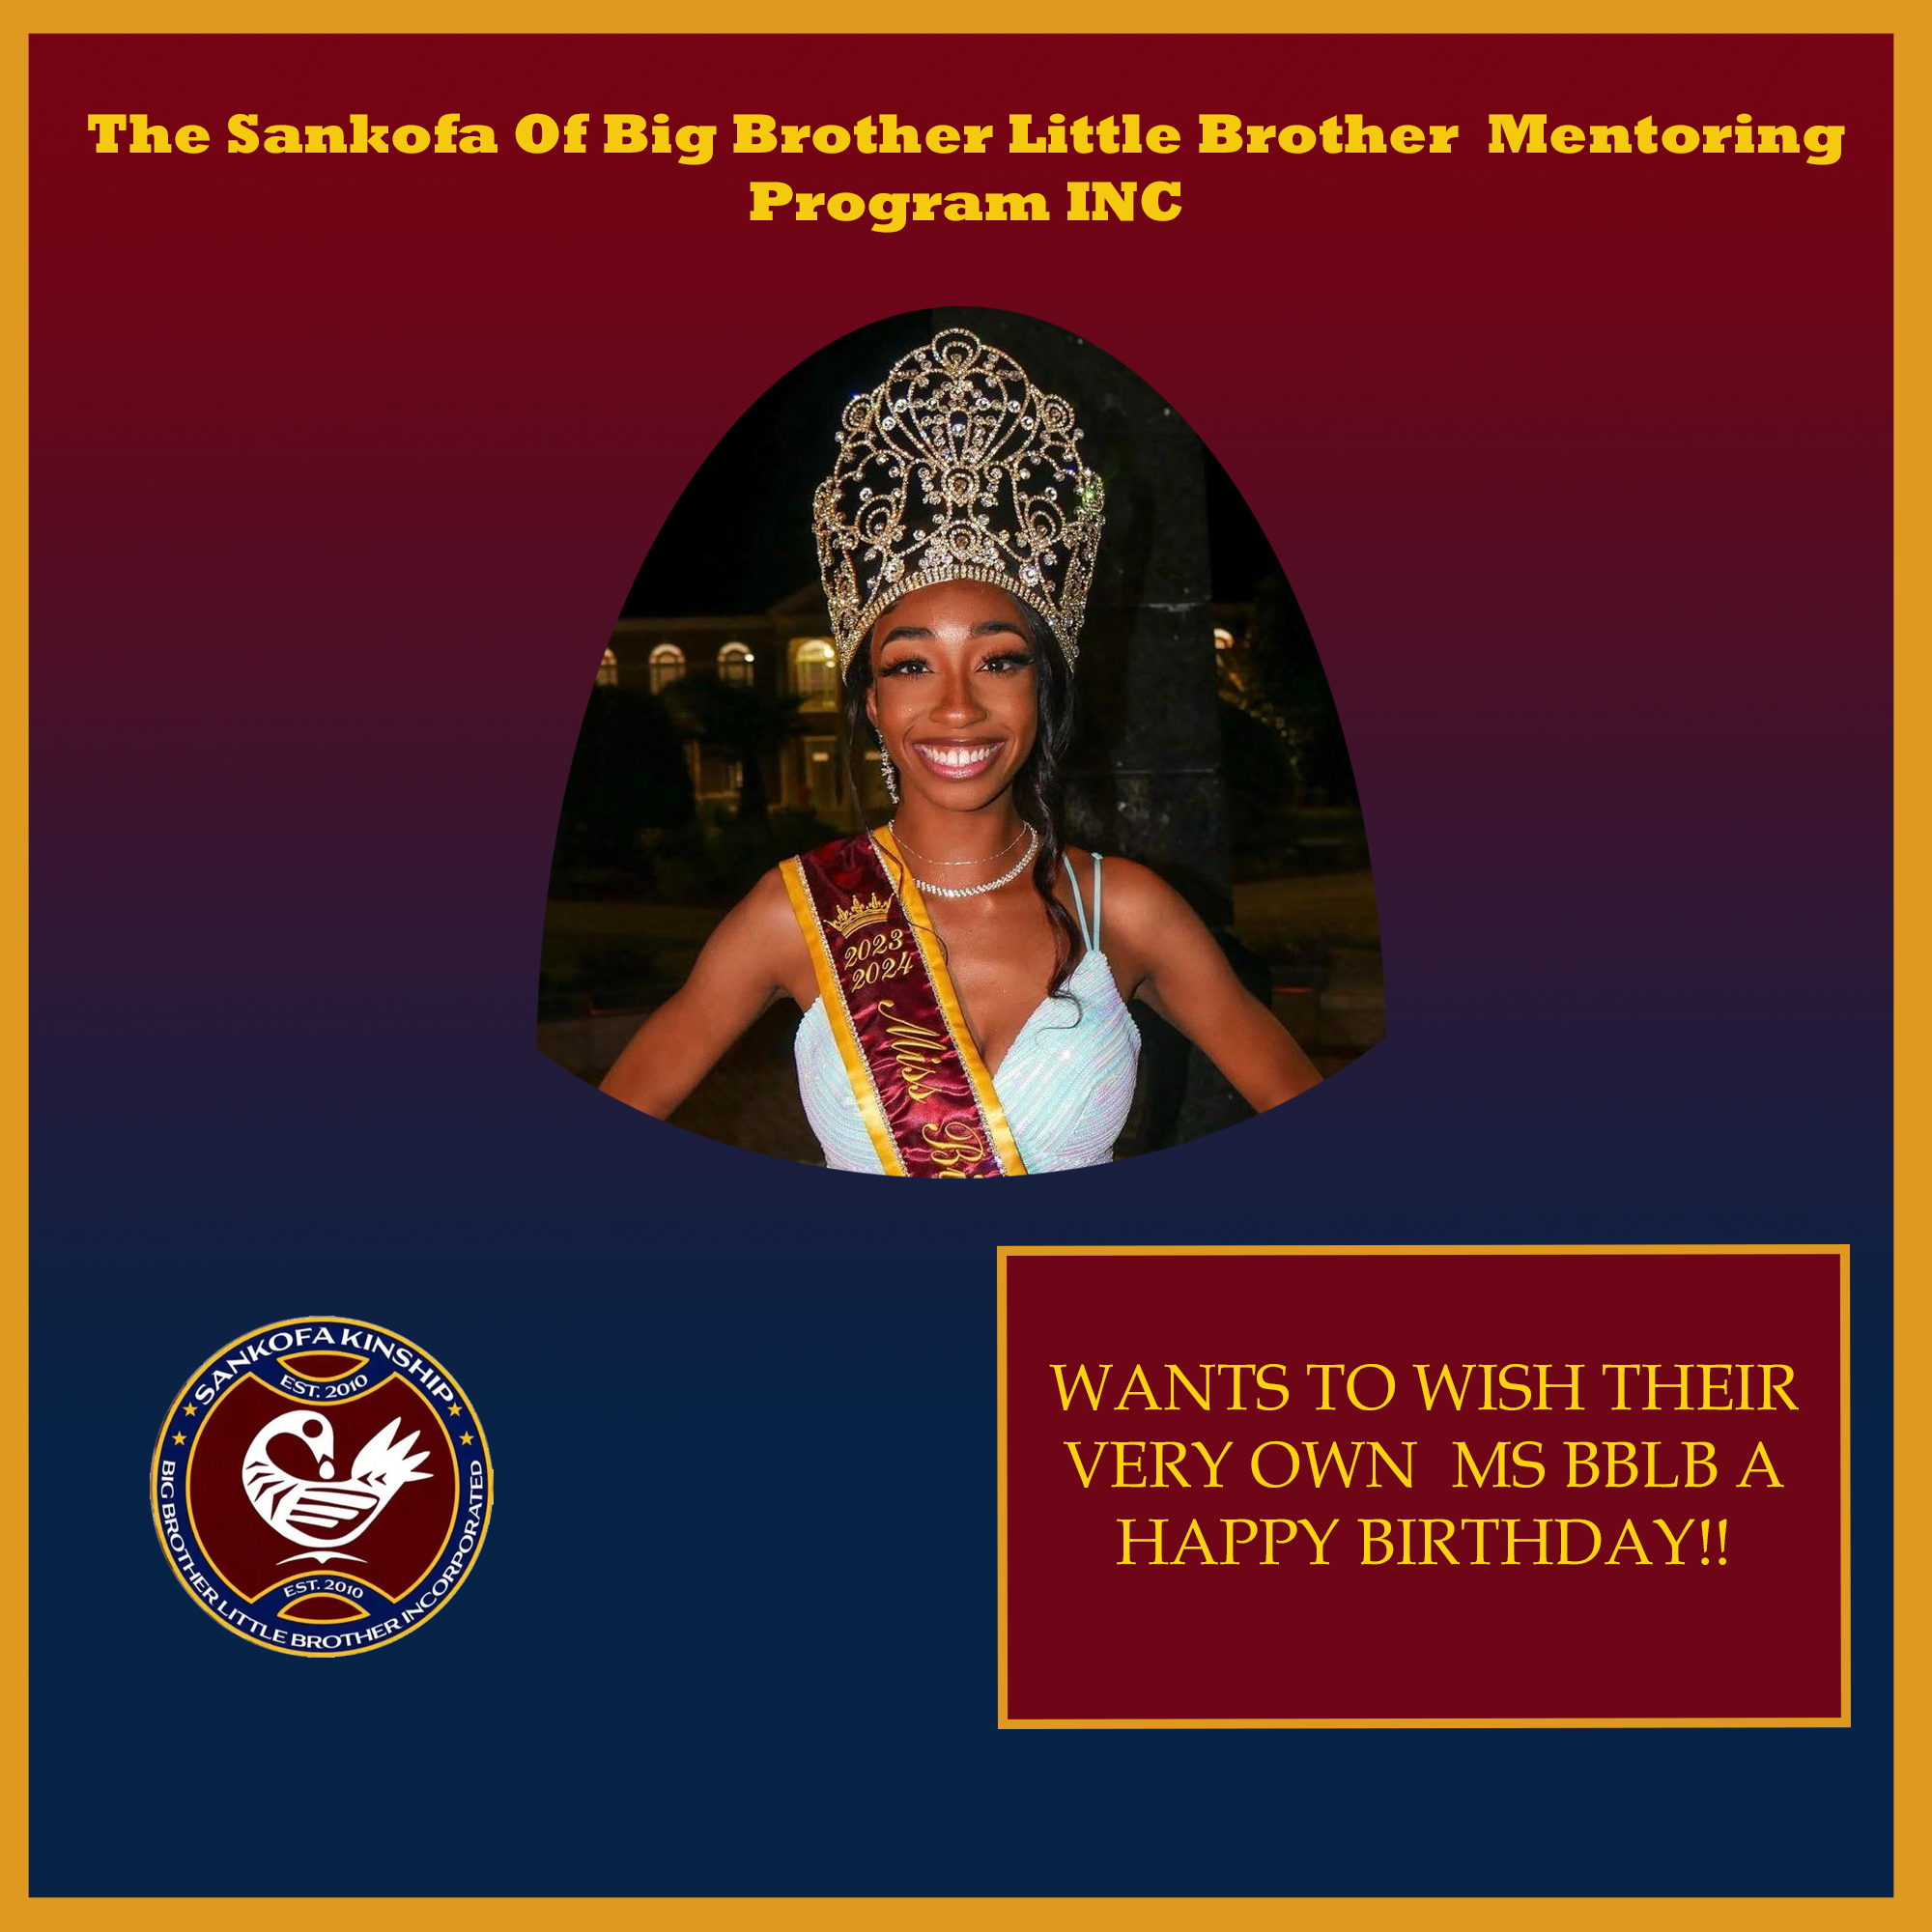 The Sankofa Of Big Brother Little Brother  Mentoring
Program INC
2023
2024
Miss
SANKOFA KINSHIP
EST. 2010
EST. 2010
BIG BROTHER LITTLE BROTHER INCORPORATED
WANTS TO WISH THEIR
VERY OWN  MS BBLB A
HAPPY BIRTHDAY!!